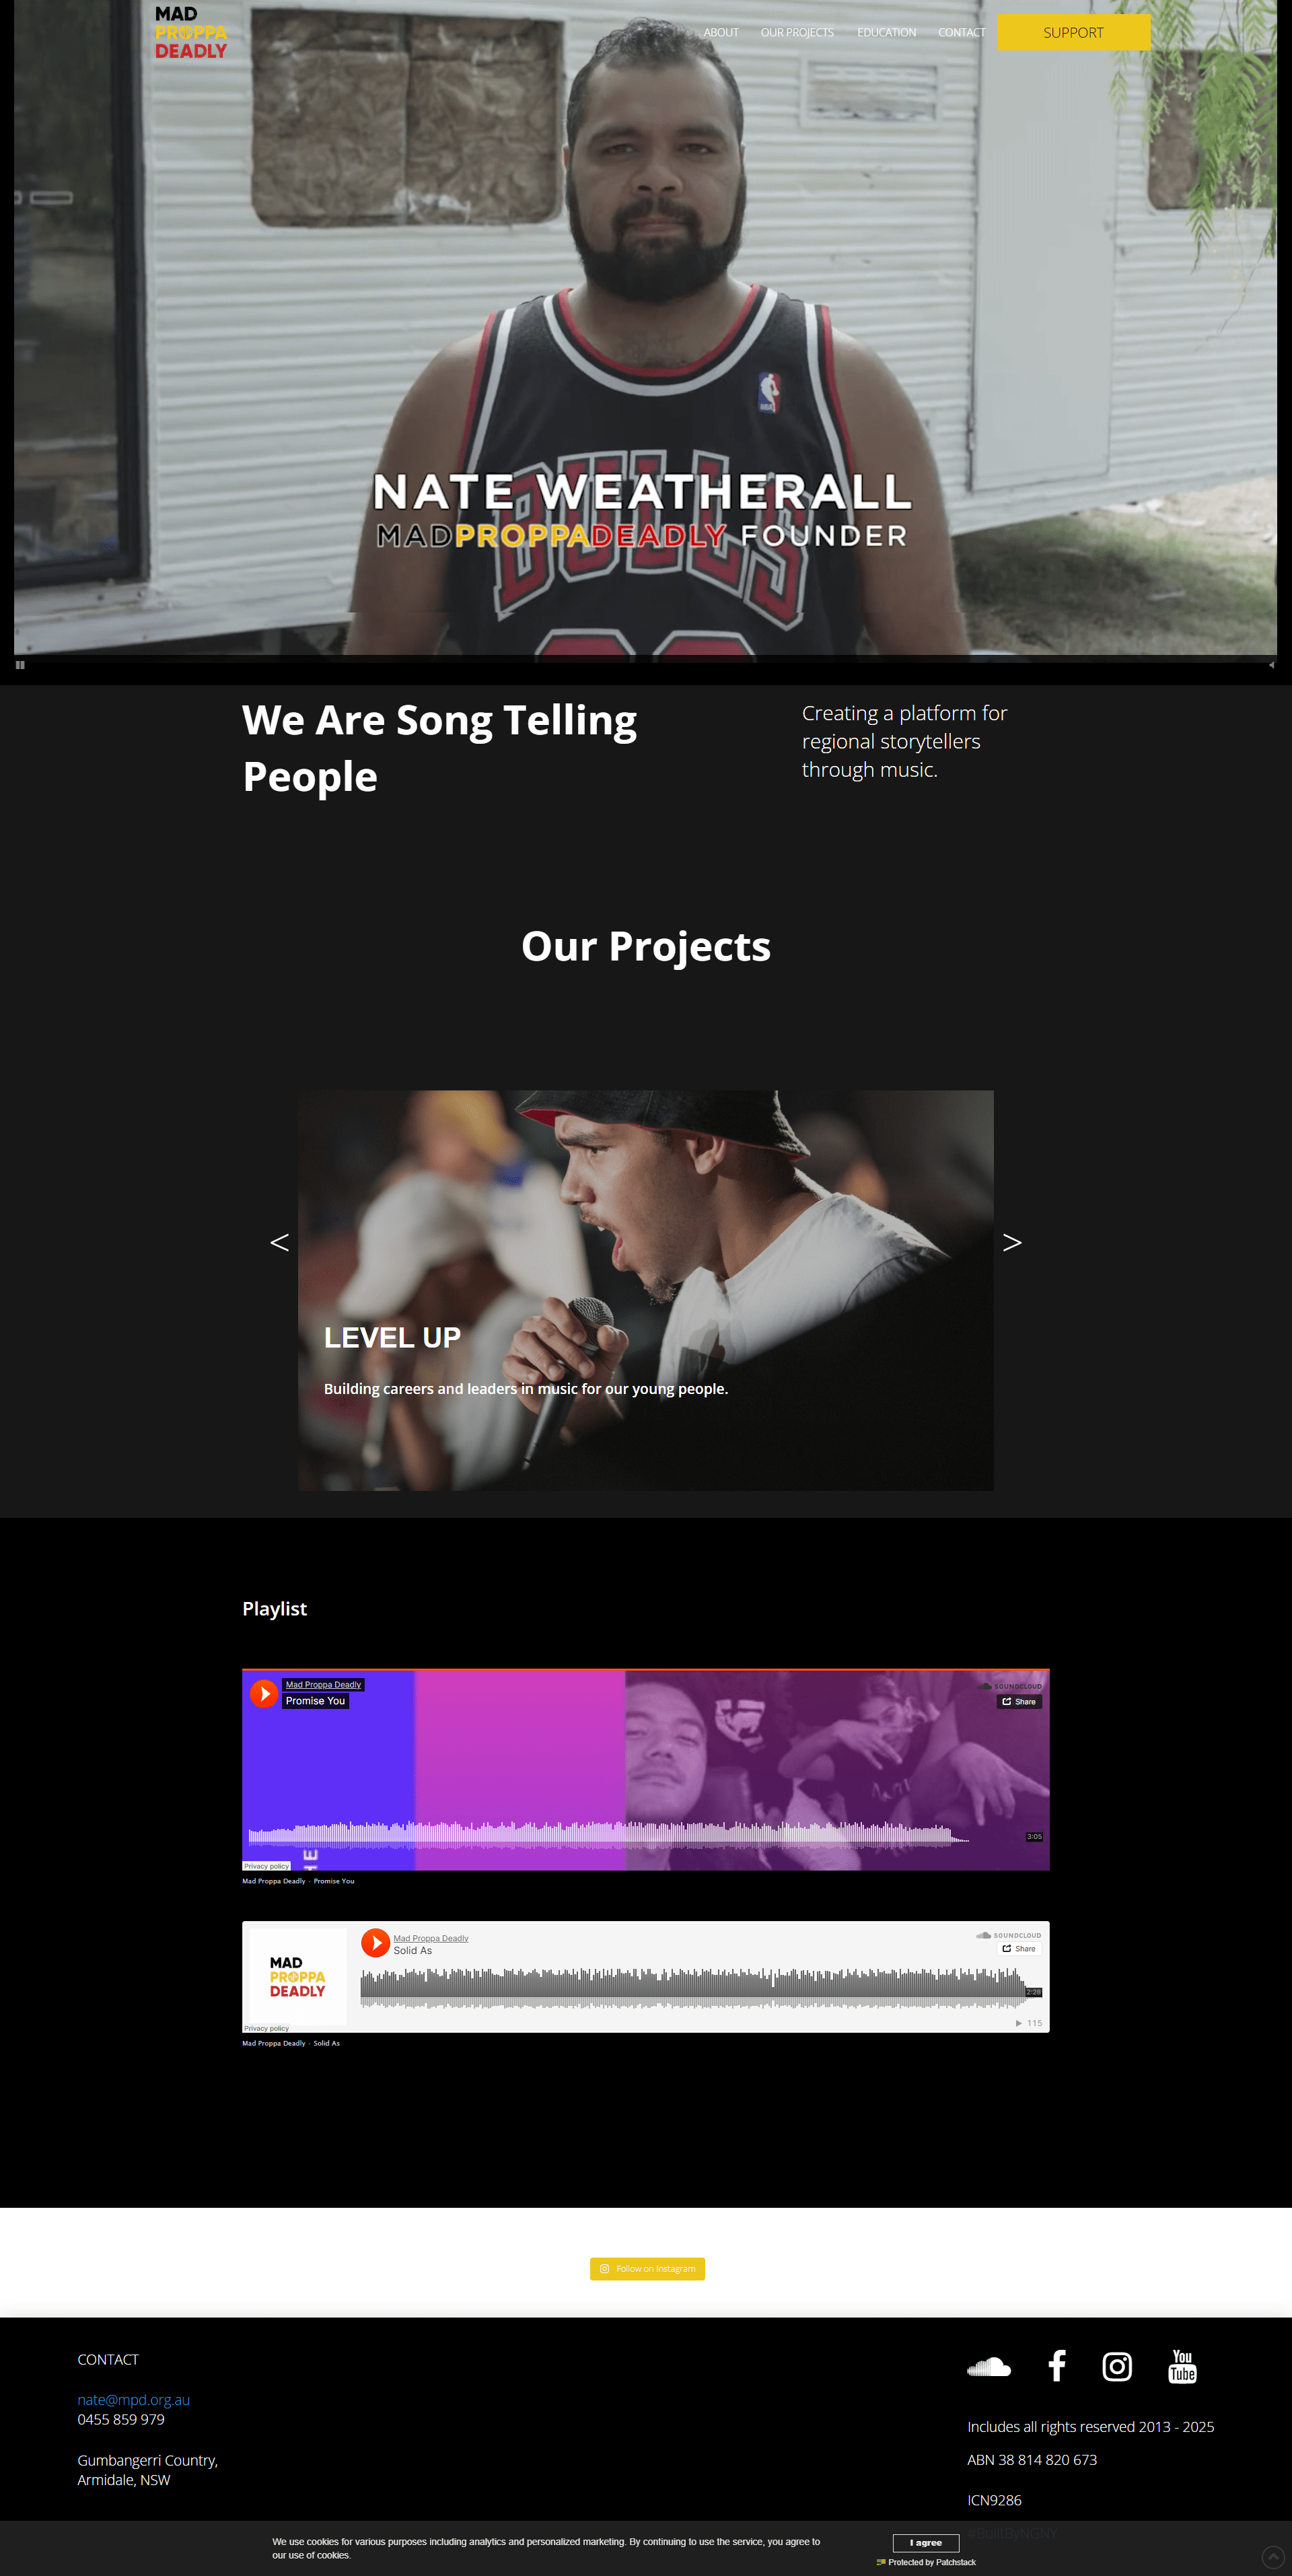 MAD
PROPPA
DEADLY
ABOUT OUR PROJECTS EDUCATION CONTACT SUPPORT
NBA
BULLS
NATE WEATHERALL
MADPROPPADEADLY FOUNDER
We Are Song Telling
People
Creating a platform for
regional storytellers
through music.
Our Projects
<
>
LEVEL UP
Building careers and leaders in music for our young people.
Playlist
Mad Proppa Deadly
Promise You
SOUNDCLOUD
Share
3:05
HE
Privacy policy
Mad Proppa Deadly · Promise You
MAD
PROPPA
DEADLY
Mad Proppa Deadly
Solid As
SOUNDCLOUD
Share
2:28
115
Privacy policy
Mad Proppa Deadly · Solid As
Follow on Instagram
CONTACT
nate@mpd.org.au
0455 859 979
Gumbangerri Country,
Armidale, NSW
You
Tube
Includes all rights reserved 2013 - 2025
ABN 38 814 820 673
ICN9286
#BuiltByNGNY
We use cookies for various purposes including analytics and personalized marketing. By continuing to use the service, you agree to
our use of cookies.
I agree
Protected by Patchstack